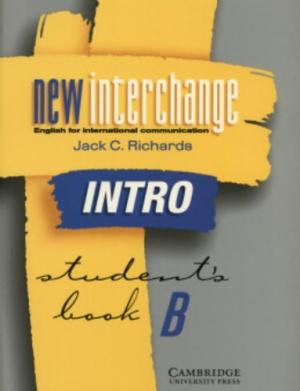 new interchange
English for international communication
Jack C. Richards
INTRO
student's
book B
CAMBRIDGE
UNIVERSITY PRESS